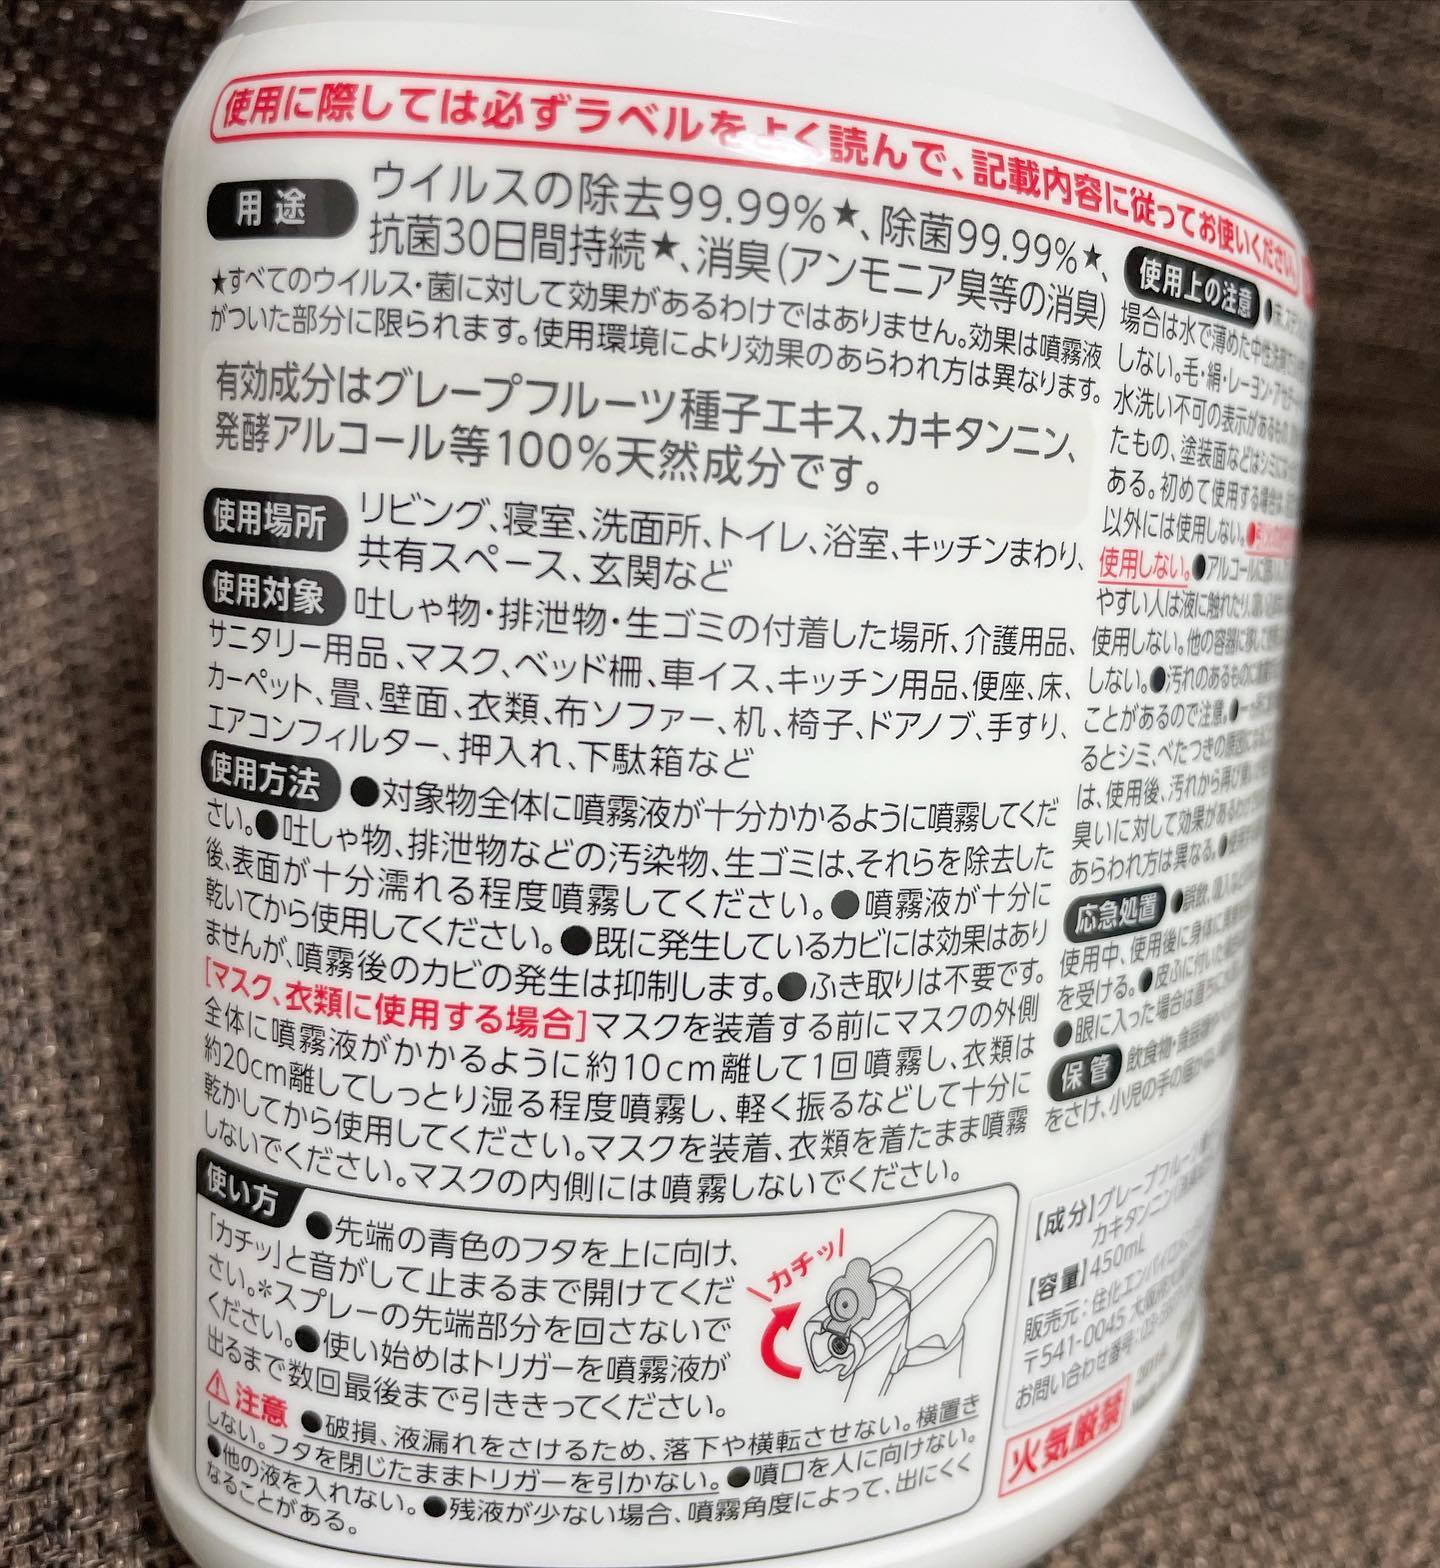 使用に際しては必ずラベルをよく読んで、記載内容に従ってお使いください。
用途
ウイルスの除去99.99%★、除菌99.99%★、
抗菌30日間持続★、消臭(アンモニア臭等の消臭)
★すべてのウイルス・菌に対して効果があるわけではありません。効果は噴霧液
がついた部分に限られます。使用環境により効果のあらわれ方は異なります。
有効成分はグレープフルーツ種子エキス、カキタンニン、
発酵アルコール等100%天然成分です。
使用場所
リビング、寝室、洗面所、トイレ、浴室、キッチンまわり、
共有スペース、玄関など
使用対象
吐しゃ物・排泄物・生ゴミの付着した場所、介護用品、
サニタリー用品、マスク、ベッド柵、車イス、キッチン用品、便座、床、
カーペット、畳、壁面、衣類、布ソファー、机、椅子、ドアノブ、手すり、
エアコンフィルター、押入れ、下駄箱など
使用方法
●対象物全体に噴霧液が十分かかるように噴霧してくだ
さい。●吐しゃ物、排泄物などの汚染物、生ゴミは、それらを除去した
後、表面が十分濡れる程度噴霧してください。●噴霧液が十分に
乾いてから使用してください。●既に発生しているカビには効果はあり
ませんが、噴霧後のカビの発生は抑制します。●ふき取りは不要です。
[マスク、衣類に使用する場合]マスクを装着する前にマスクの外側
全体に噴霧液がかかるように約10cm離して1回噴霧し、衣類は
約20cm離してしっとり湿る程度噴霧し、軽く振るなどして十分に
乾かしてから使用してください。マスクを装着、衣類を着たまま噴霧
しないでください。マスクの内側には噴霧しないでください。
使い方
●先端の青色のフタを上に向け、
「カチッ」と音がして止まるまで開けてくだ
さい。*スプレーの先端部分を回さないで
ください。●使い始めはトリガーを噴霧液が
出るまで数回最後まで引ききってください。
カチッ
⚠注意 ●破損、液漏れをさけるため、落下や横転させない。横置き
しない。フタを閉じたままトリガーを引かない。●噴口を人に向けない。
●他の液を入れない。●残液が少ない場合、噴霧角度によって、出にくく
なることがある。
使用上の注意
場合は水で薄めた中性洗剤
しない。毛・絹・レーヨン・アセ
水洗い不可の表示があるもの
たもの、塗装面などはシミに
ある。初めて使用する場合は
以外には使用しない。
使用しない。●アルコールに
やすい人は液に触れたり
使用しない。他の容器に移して使
しない。●汚れのあるものに
ことがあるので注意。●一か所に
るとシミ、べたつきの原因
は、使用後、汚れから再び
臭いに対して効果があるわけ
あらわれ方は異なる。
応急処置
使用中、使用後に身体に異
を受ける。●皮ふに付いた
●眼に入った場合は直ちに
保管
飲食物・食器類
をさけ、小児の手の届
【成分】グレープフルーツ
カキタンニン
【容量】450mL
販売元:住化エンバイロ
〒541-0045 大阪
お問い合わせ番号:
火気厳禁